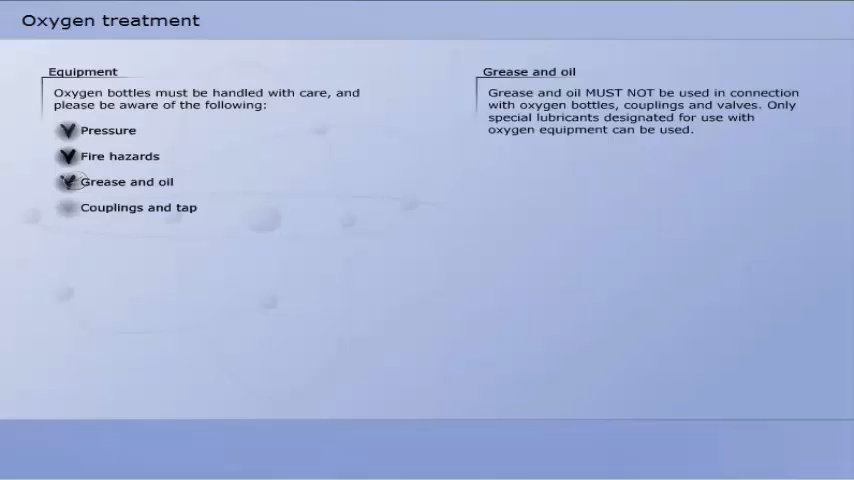 Oxygen treatment
Equipment
Oxygen bottles must be handled with care, and
please be aware of the following:
Pressure
Fire hazards
Grease and oil
Couplings and tap
Grease and oil
Grease and oil MUST NOT be used in connection
with oxygen bottles, couplings and valves. Only
special lubricants designated for use with
oxygen equipment can be used.